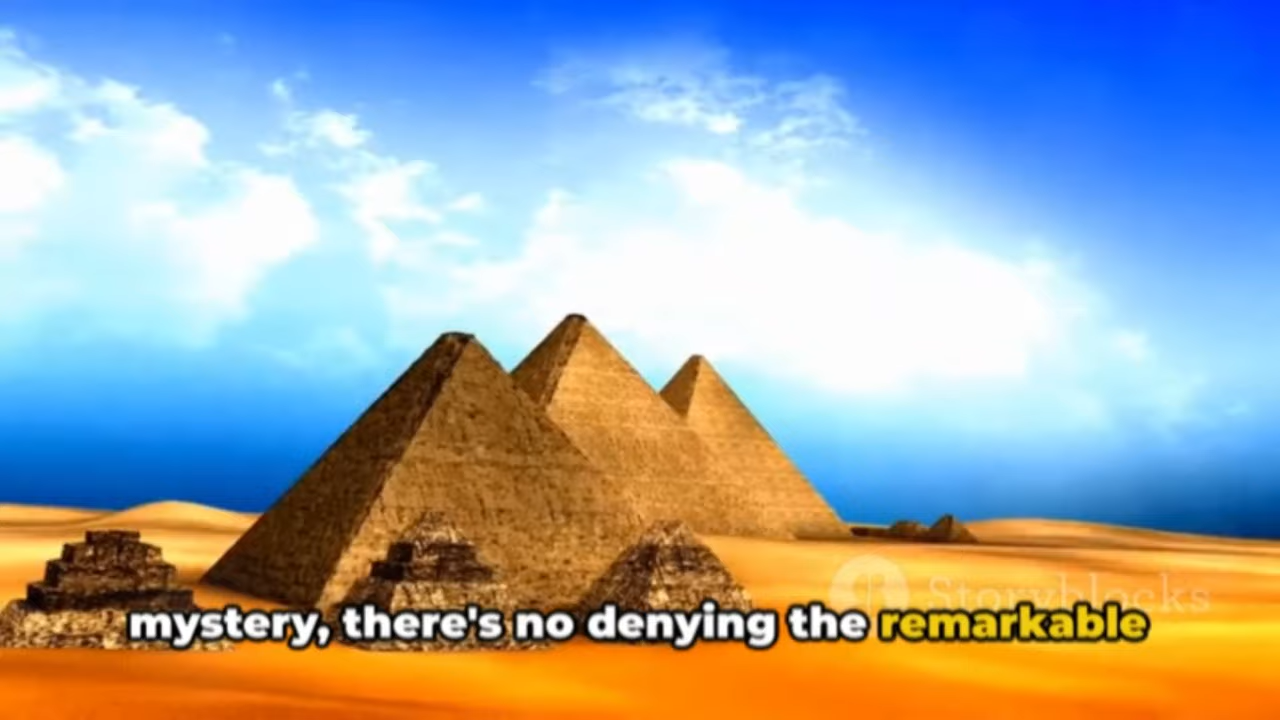 Storyblocks
mystery, there's no denying the remarkable